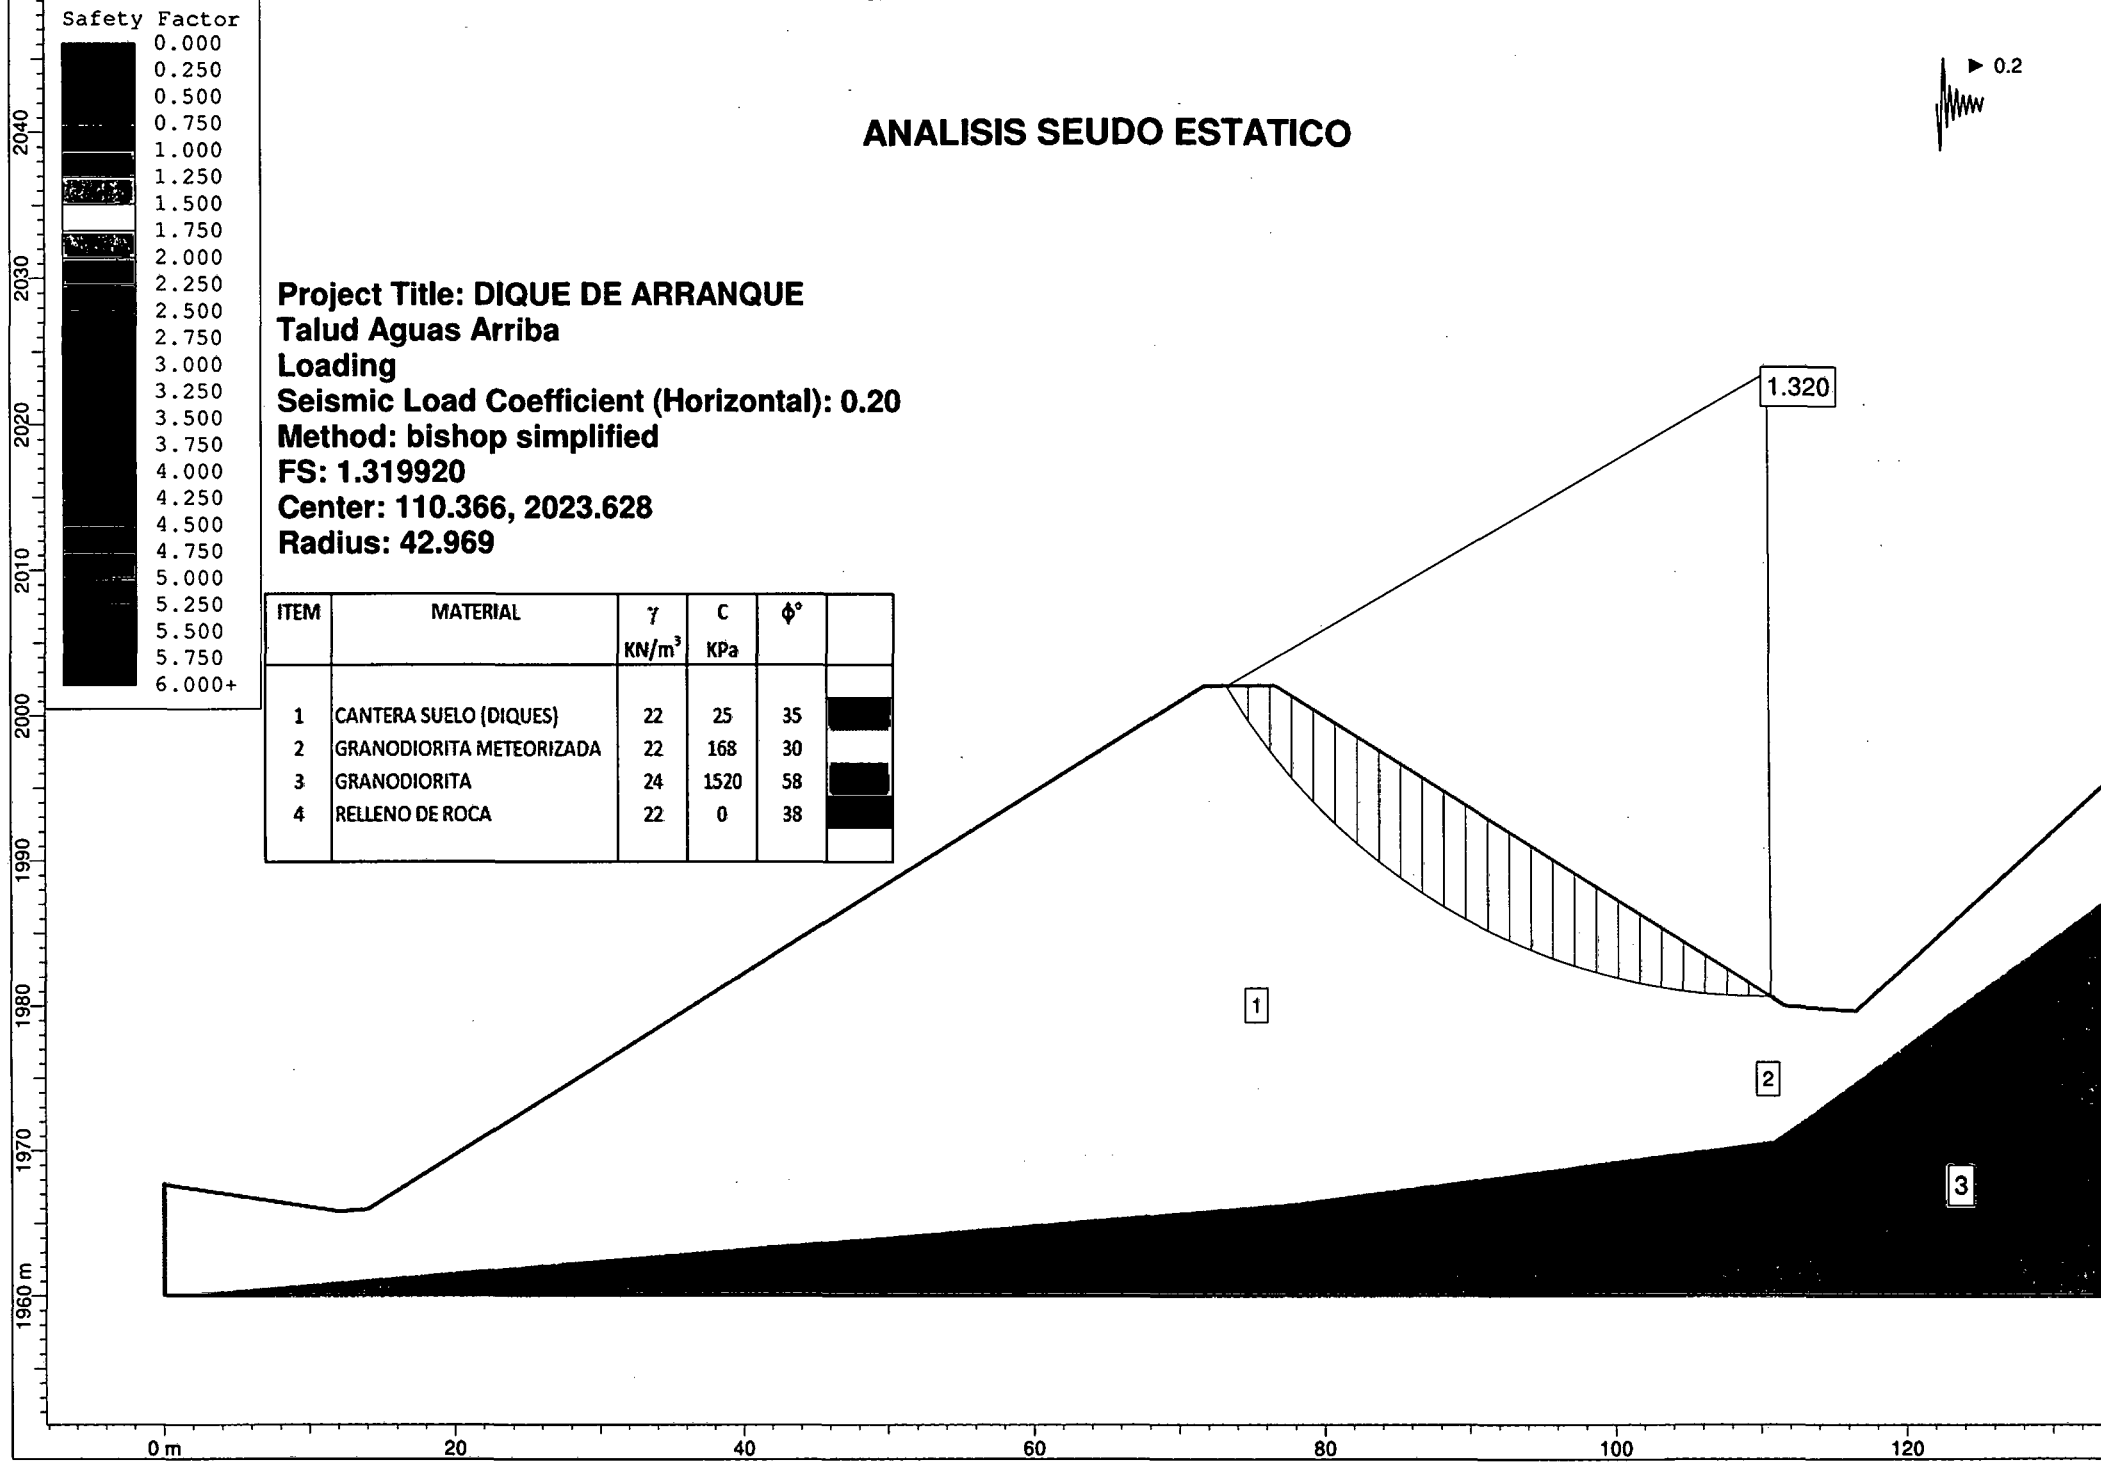 Safety Factor
0.000
0.250
0.500
0.750
1.000
1.250
1.500
1.750
2.000
2.250
2.500
2.750
3.000
3.250
3.500
3.750
4.000
4.250
4.500
4.750
5.000
5.250
5.500
5.750
6.000+
0.2
ANALISIS SEUDO ESTATICO
Project Title: DIQUE DE ARRANQUE
Talud Aguas Arriba
Loading
Seismic Load Coefficient (Horizontal): 0.20
Method: bishop simplified
FS: 1.319920
Center: 110.366, 2023.628
Radius: 42.969
ITEM MATERIAL γ C ϕ°
KN/m³ KPa
1 CANTERA SUELO (DIQUES) 22 25 35
2 GRANODIORITA METEORIZADA 22 168 30
3 GRANODIORITA 24 1520 58
4 RELLENO DE ROCA 22 0 38
1.320
1
2
3
2040
2030
2020
2010
2000
1990
1980
1970
1960 m
0 m 20 40 60 80 100 120